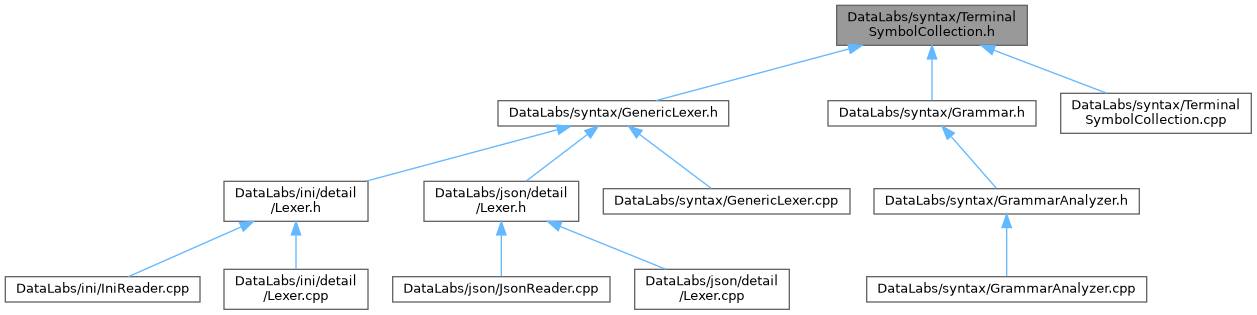 DataLabs/syntax/Terminal
SymbolCollection.h
DataLabs/syntax/GenericLexer.h
DataLabs/syntax/Grammar.h
DataLabs/syntax/Terminal
SymbolCollection.cpp
DataLabs/ini/detail
/Lexer.h
DataLabs/json/detail
/Lexer.h
DataLabs/syntax/GenericLexer.cpp
DataLabs/syntax/GrammarAnalyzer.h
DataLabs/ini/IniReader.cpp
DataLabs/ini/detail
/Lexer.cpp
DataLabs/json/JsonReader.cpp
DataLabs/json/detail
/Lexer.cpp
DataLabs/syntax/GrammarAnalyzer.cpp